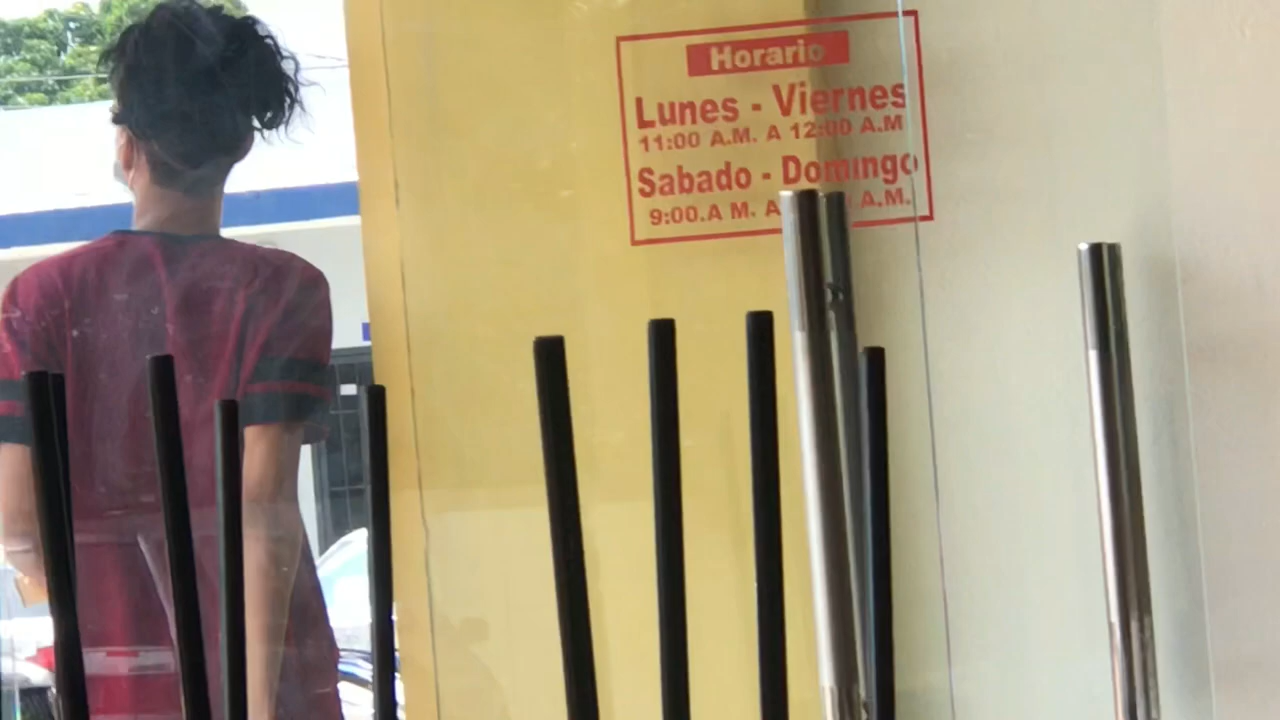 Horario
Lunes - Viernes
11:00 A.M. A 12:00 A.M
Sabado - Domingo
9:00.A M. A A.M.